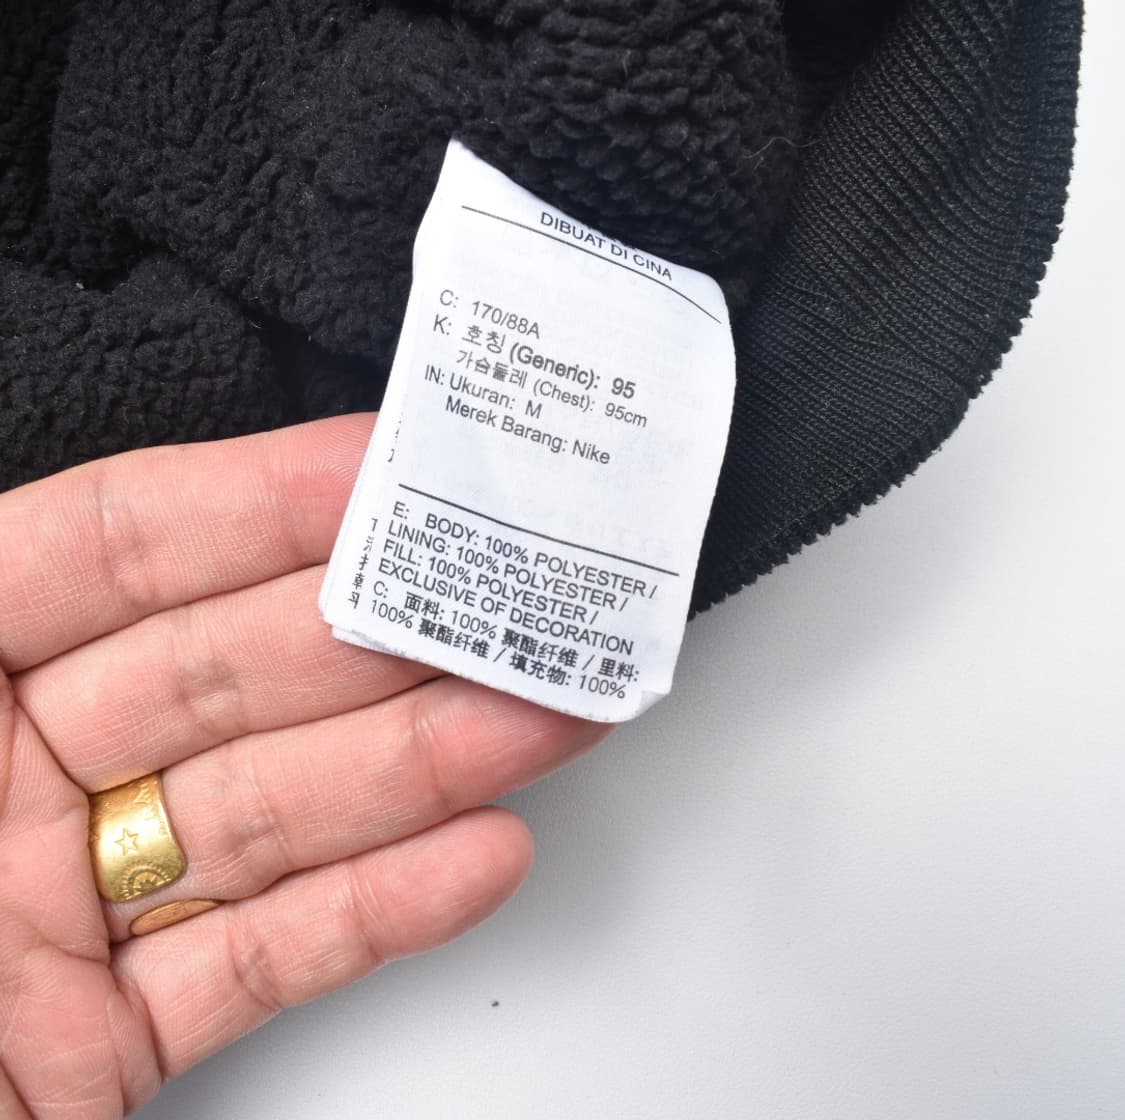 DIBUAT DI CINA
C: 170/88A
K: 호칭 (Generic): 95
가슴둘레 (Chest): 95cm
IN: Ukuran: M
Merek Barang: Nike
E: BODY: 100% POLYESTER /
LINING: 100% POLYESTER /
FILL: 100% POLYESTER /
EXCLUSIVE OF DECORATION
C: 面料: 100% 聚酯纤维 / 里料:
100% 聚酯纤维 / 填充物: 100%